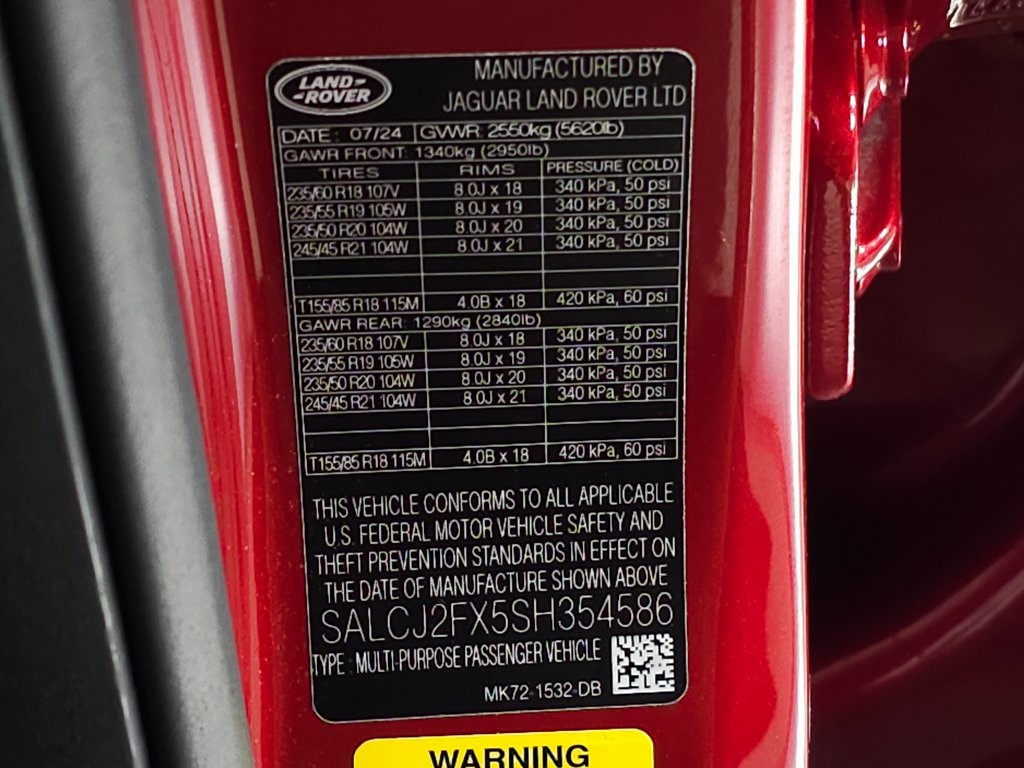 LAND-
-ROVER
MANUFACTURED BY
JAGUAR LAND ROVER LTD
DATE: 07/24 GVWR: 2550kg (5620lb)
GAWR FRONT: 1340kg (2950lb)
TIRES RIMS PRESSURE (COLD)
235/60 R18 107V 8.0J x 18 340 kPa, 50 psi
235/55 R19 105W 8.0J x 19 340 kPa, 50 psi
235/50 R20 104W 8.0J x 20 340 kPa, 50 psi
245/45 R21 104W 8.0J x 21 340 kPa, 50 psi
T155/85 R18 115M 4.0B x 18 420 kPa, 60 psi
GAWR REAR: 1290kg (2840lb)
235/60 R18 107V 8.0J x 18 340 kPa, 50 psi
235/55 R19 105W 8.0J x 19 340 kPa, 50 psi
235/50 R20 104W 8.0J x 20 340 kPa, 50 psi
245/45 R21 104W 8.0J x 21 340 kPa, 50 psi
T155/85 R18 115M 4.0B x 18 420 kPa, 60 psi
THIS VEHICLE CONFORMS TO ALL APPLICABLE
U.S. FEDERAL MOTOR VEHICLE SAFETY AND
THEFT PREVENTION STANDARDS IN EFFECT ON
THE DATE OF MANUFACTURE SHOWN ABOVE
SALCJ2FX5SH354586
TYPE : MULTI-PURPOSE PASSENGER VEHICLE
MK72-1532-DB
WARNING